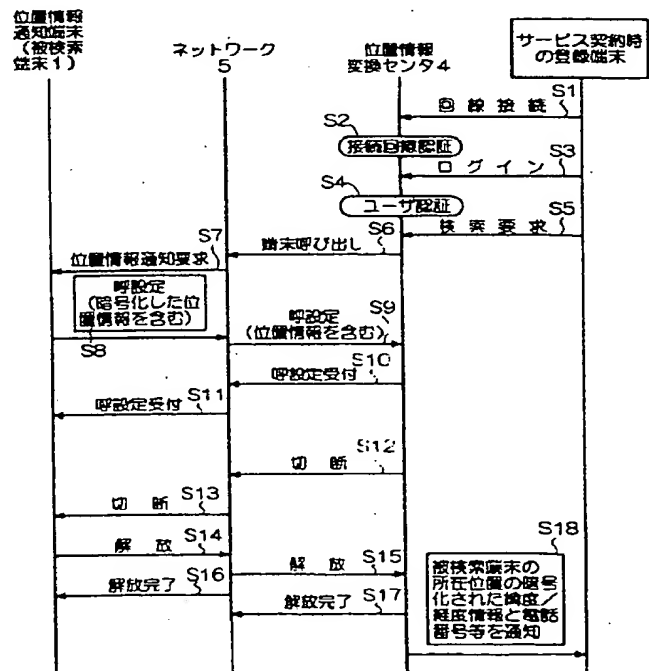 位置情報
通知端末
(被検索
端末1)
ネットワーク
5
位置情報
変換センタ4
サービス契約時
の登録端末
S1
回線接続
S2
接続回線認証
S3
ログイン
S4
ユーザ認証
S5
検索要求
S6
端末呼び出し
S7
位置情報通知要求
呼設定
(暗号化した位
置情報を含む)
S8
S9
呼設定
(位置情報を含む)
S10
呼設定受付
S11
呼設定受付
S12
切断
S13
切断
S14
解放
S15
解放
S16
解放完了
S17
解放完了
S18
被検索端末の
所在位置の暗号
化された緯度/
経度情報と電話
番号等を通知